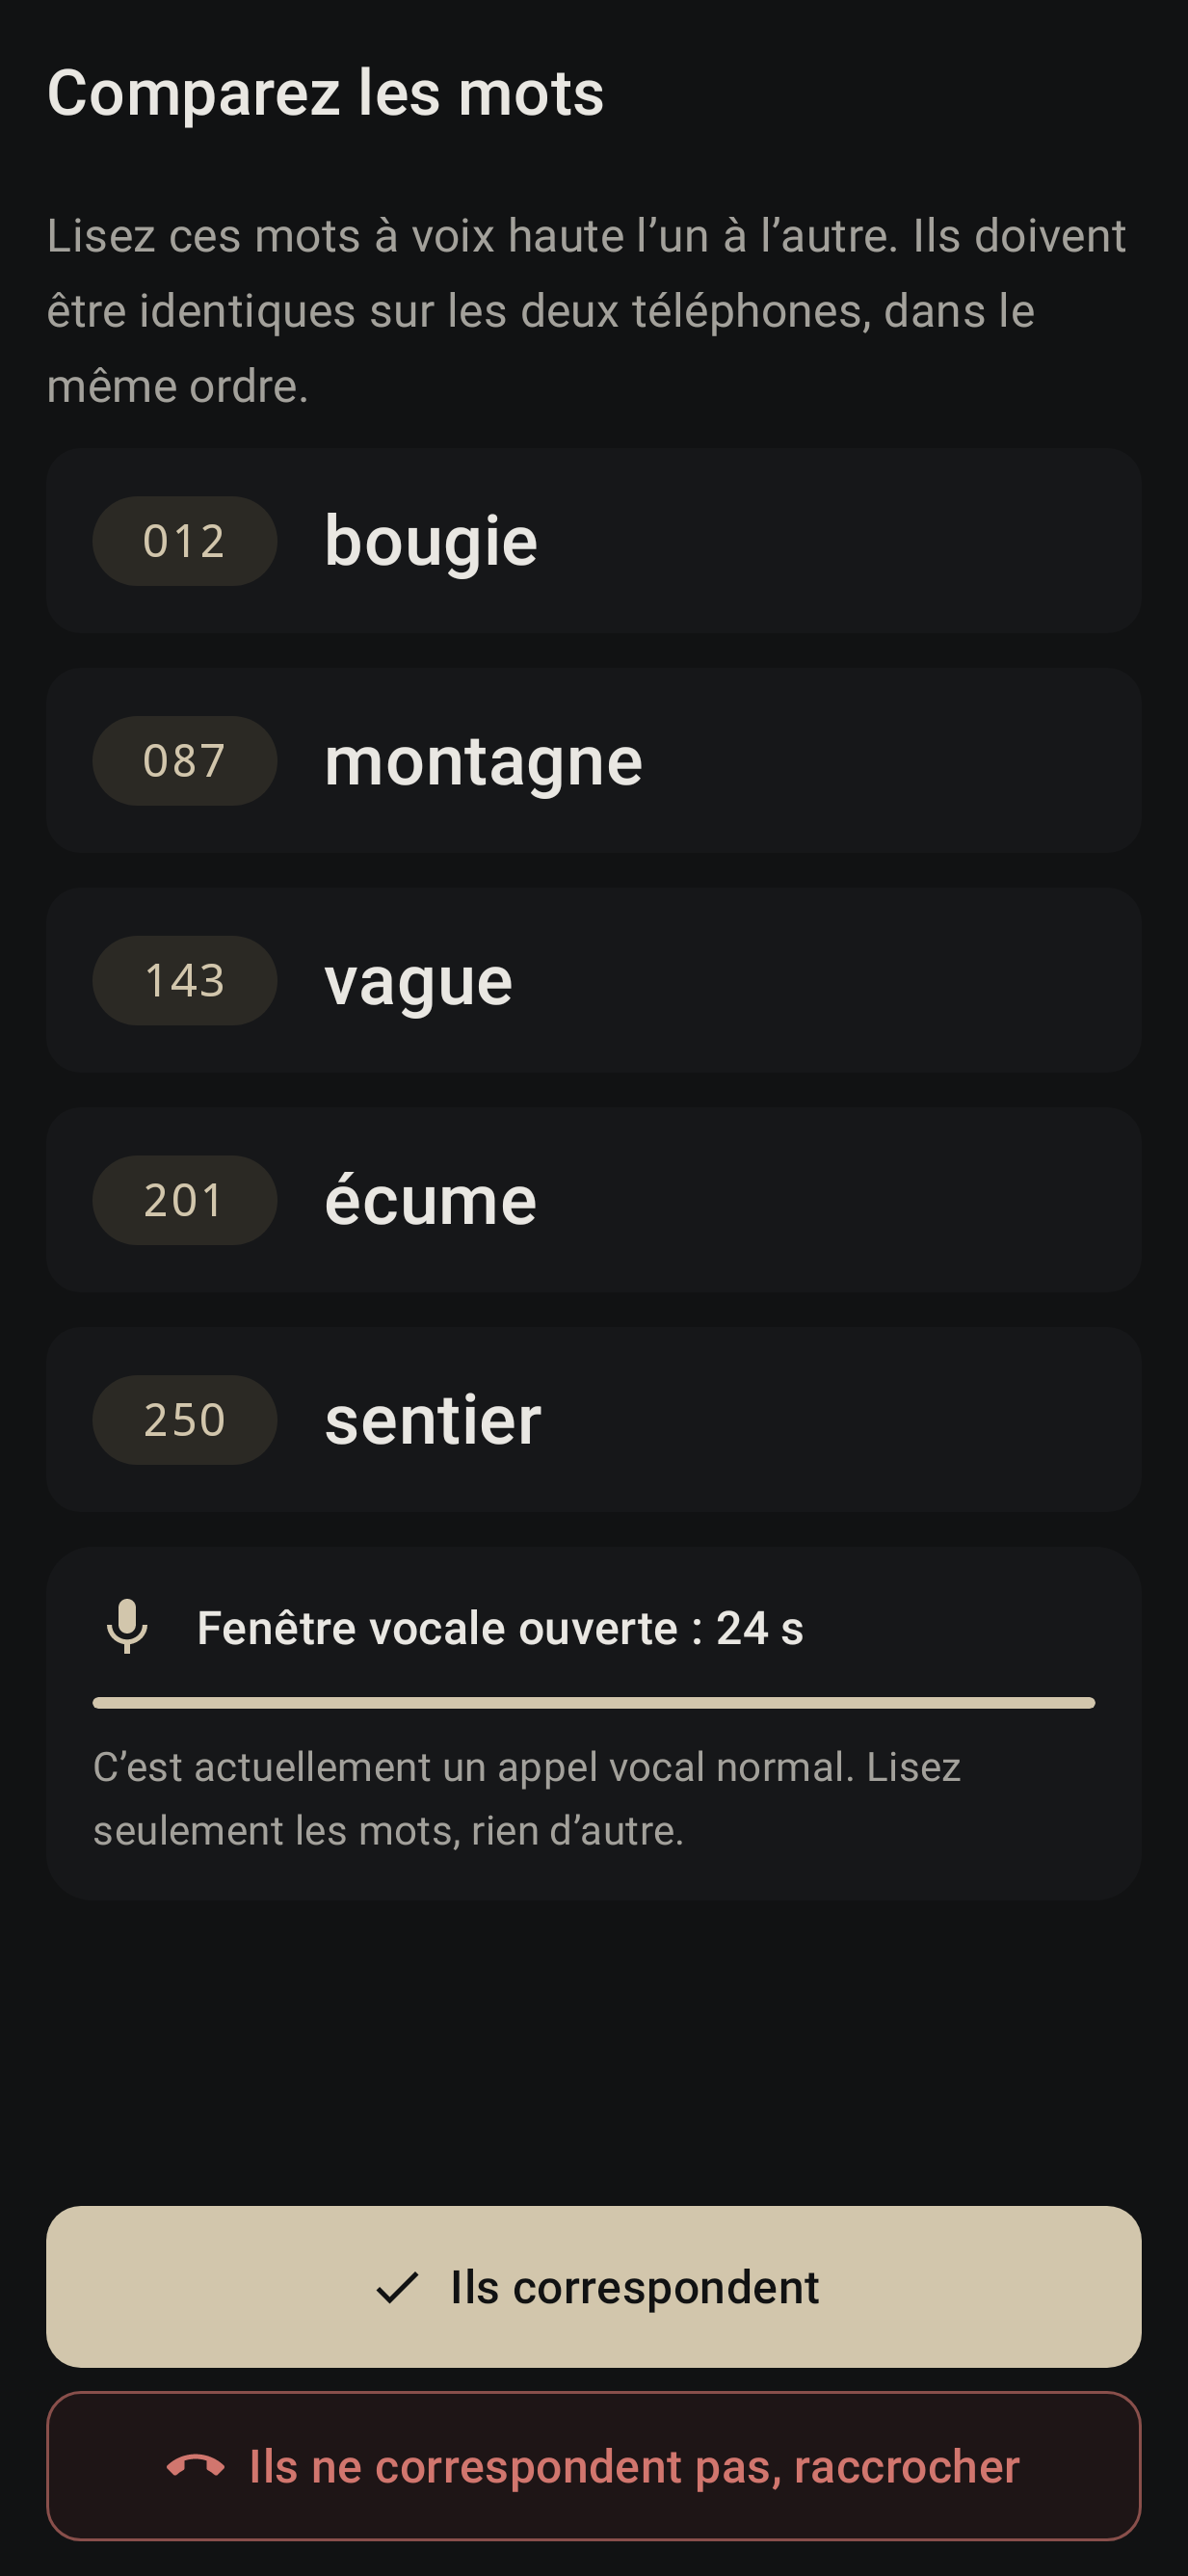 Comparez les mots
Lisez ces mots à voix haute l’un à l’autre. Ils doivent
être identiques sur les deux téléphones, dans le
même ordre.
012 bougie
087 montagne
143 vague
201 écume
250 sentier
Fenêtre vocale ouverte : 24 s
C’est actuellement un appel vocal normal. Lisez
seulement les mots, rien d’autre.
Ils correspondent
Ils ne correspondent pas, raccrocher